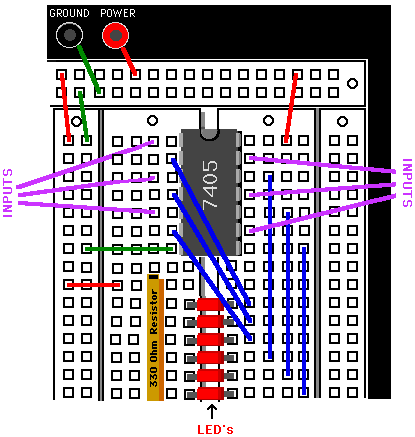 GROUND POWER
7405
INPUTS
INPUTS
330 Ohm Resistor
LED's